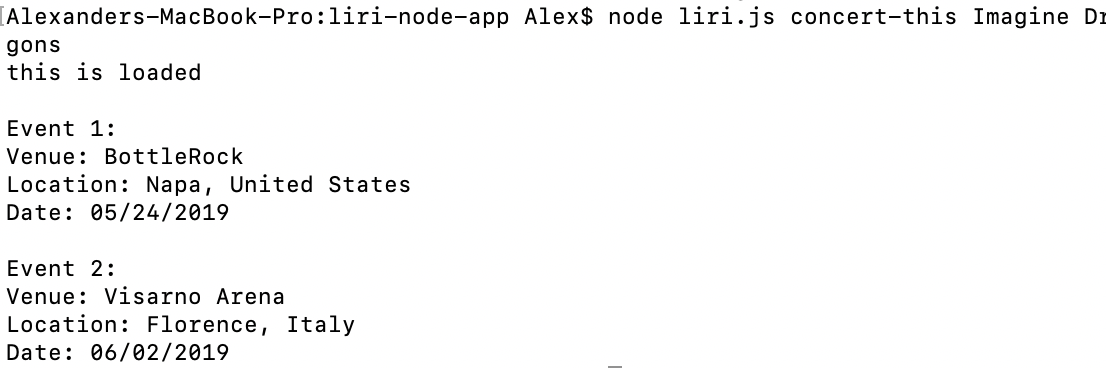 [Alexanders-MacBook-Pro:liri-node-app Alex$ node liri.js concert-this Imagine Dr
gons
this is loaded
Event 1:
Venue: BottleRock
Location: Napa, United States
Date: 05/24/2019
Event 2:
Venue: Visarno Arena
Location: Florence, Italy
Date: 06/02/2019